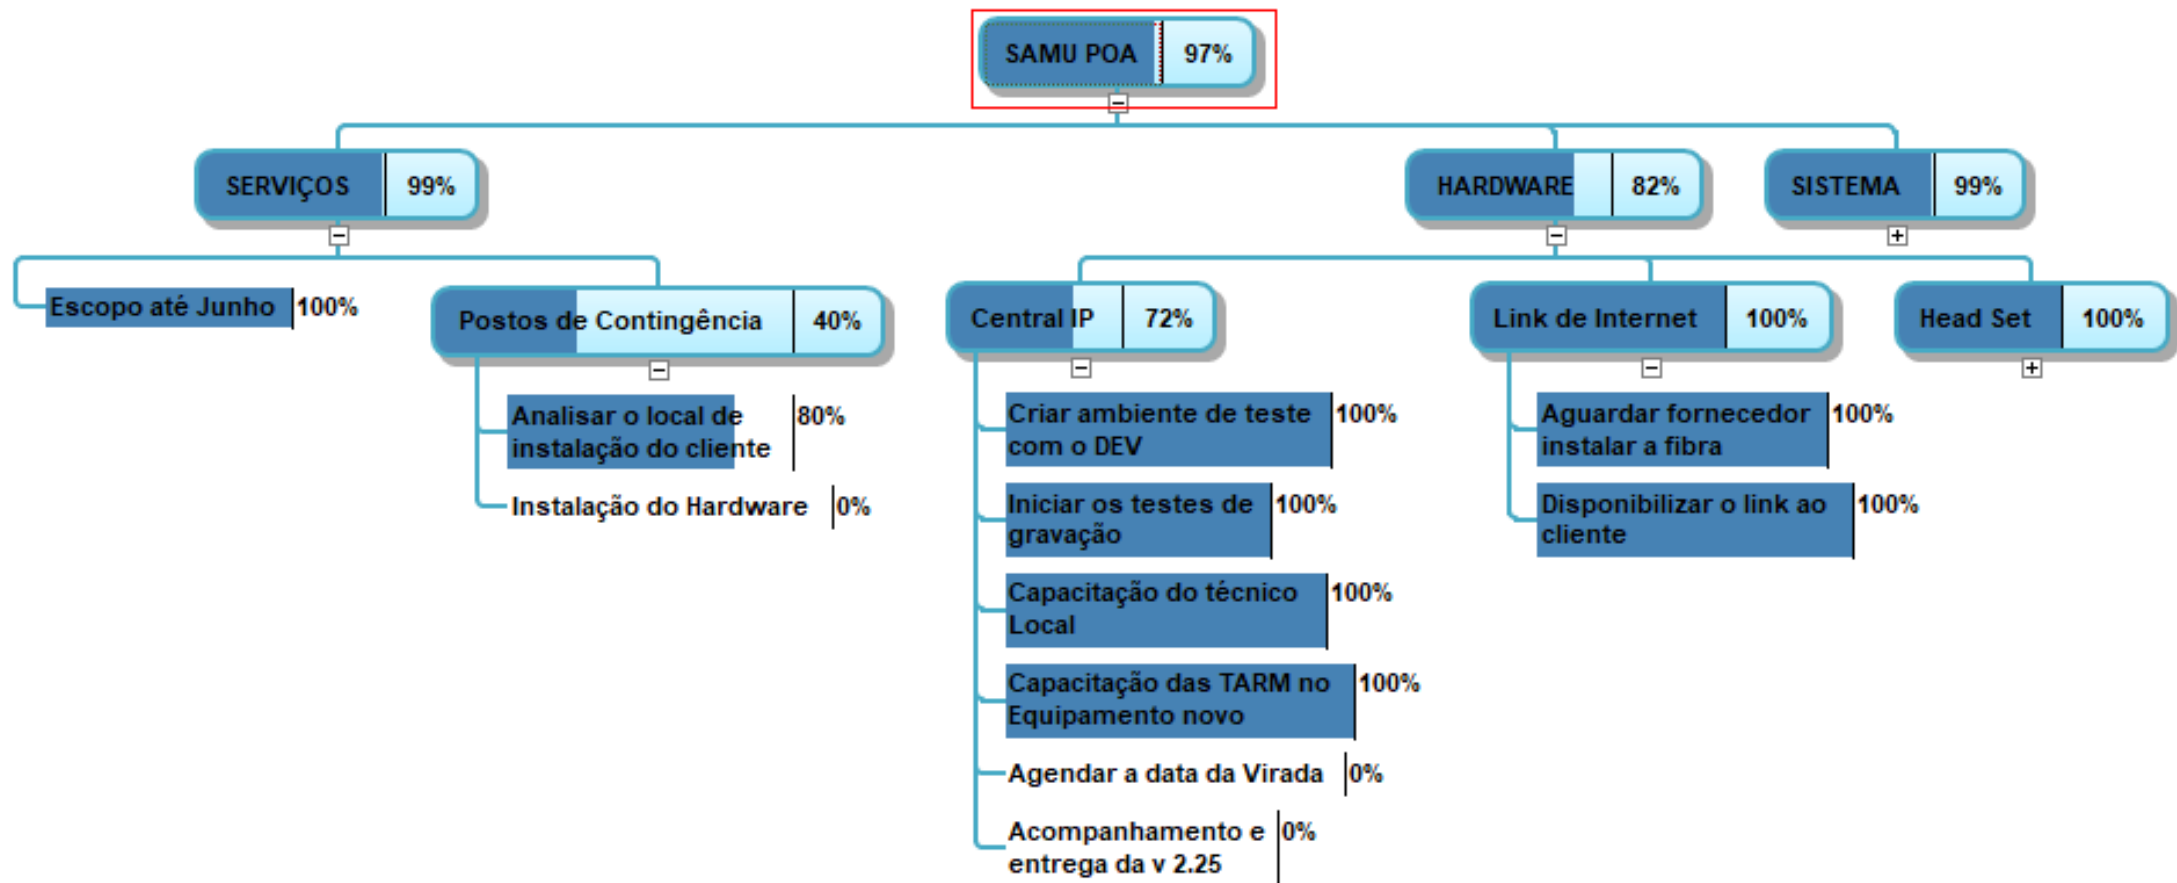 SAMU POA 97%
SERVIÇOS 99%
HARDWARE 82%
SISTEMA 99%
Escopo até Junho 100%
Postos de Contingência 40%
Analisar o local de 80%
instalação do cliente
Instalação do Hardware 0%
Central IP 72%
Criar ambiente de teste 100%
com o DEV
Iniciar os testes de 100%
gravação
Capacitação do técnico 100%
Local
Capacitação das TARM no 100%
Equipamento novo
Agendar a data da Virada 0%
Acompanhamento e 0%
entrega da v 2.25
Link de Internet 100%
Aguardar fornecedor 100%
instalar a fibra
Disponibilizar o link ao 100%
cliente
Head Set 100%